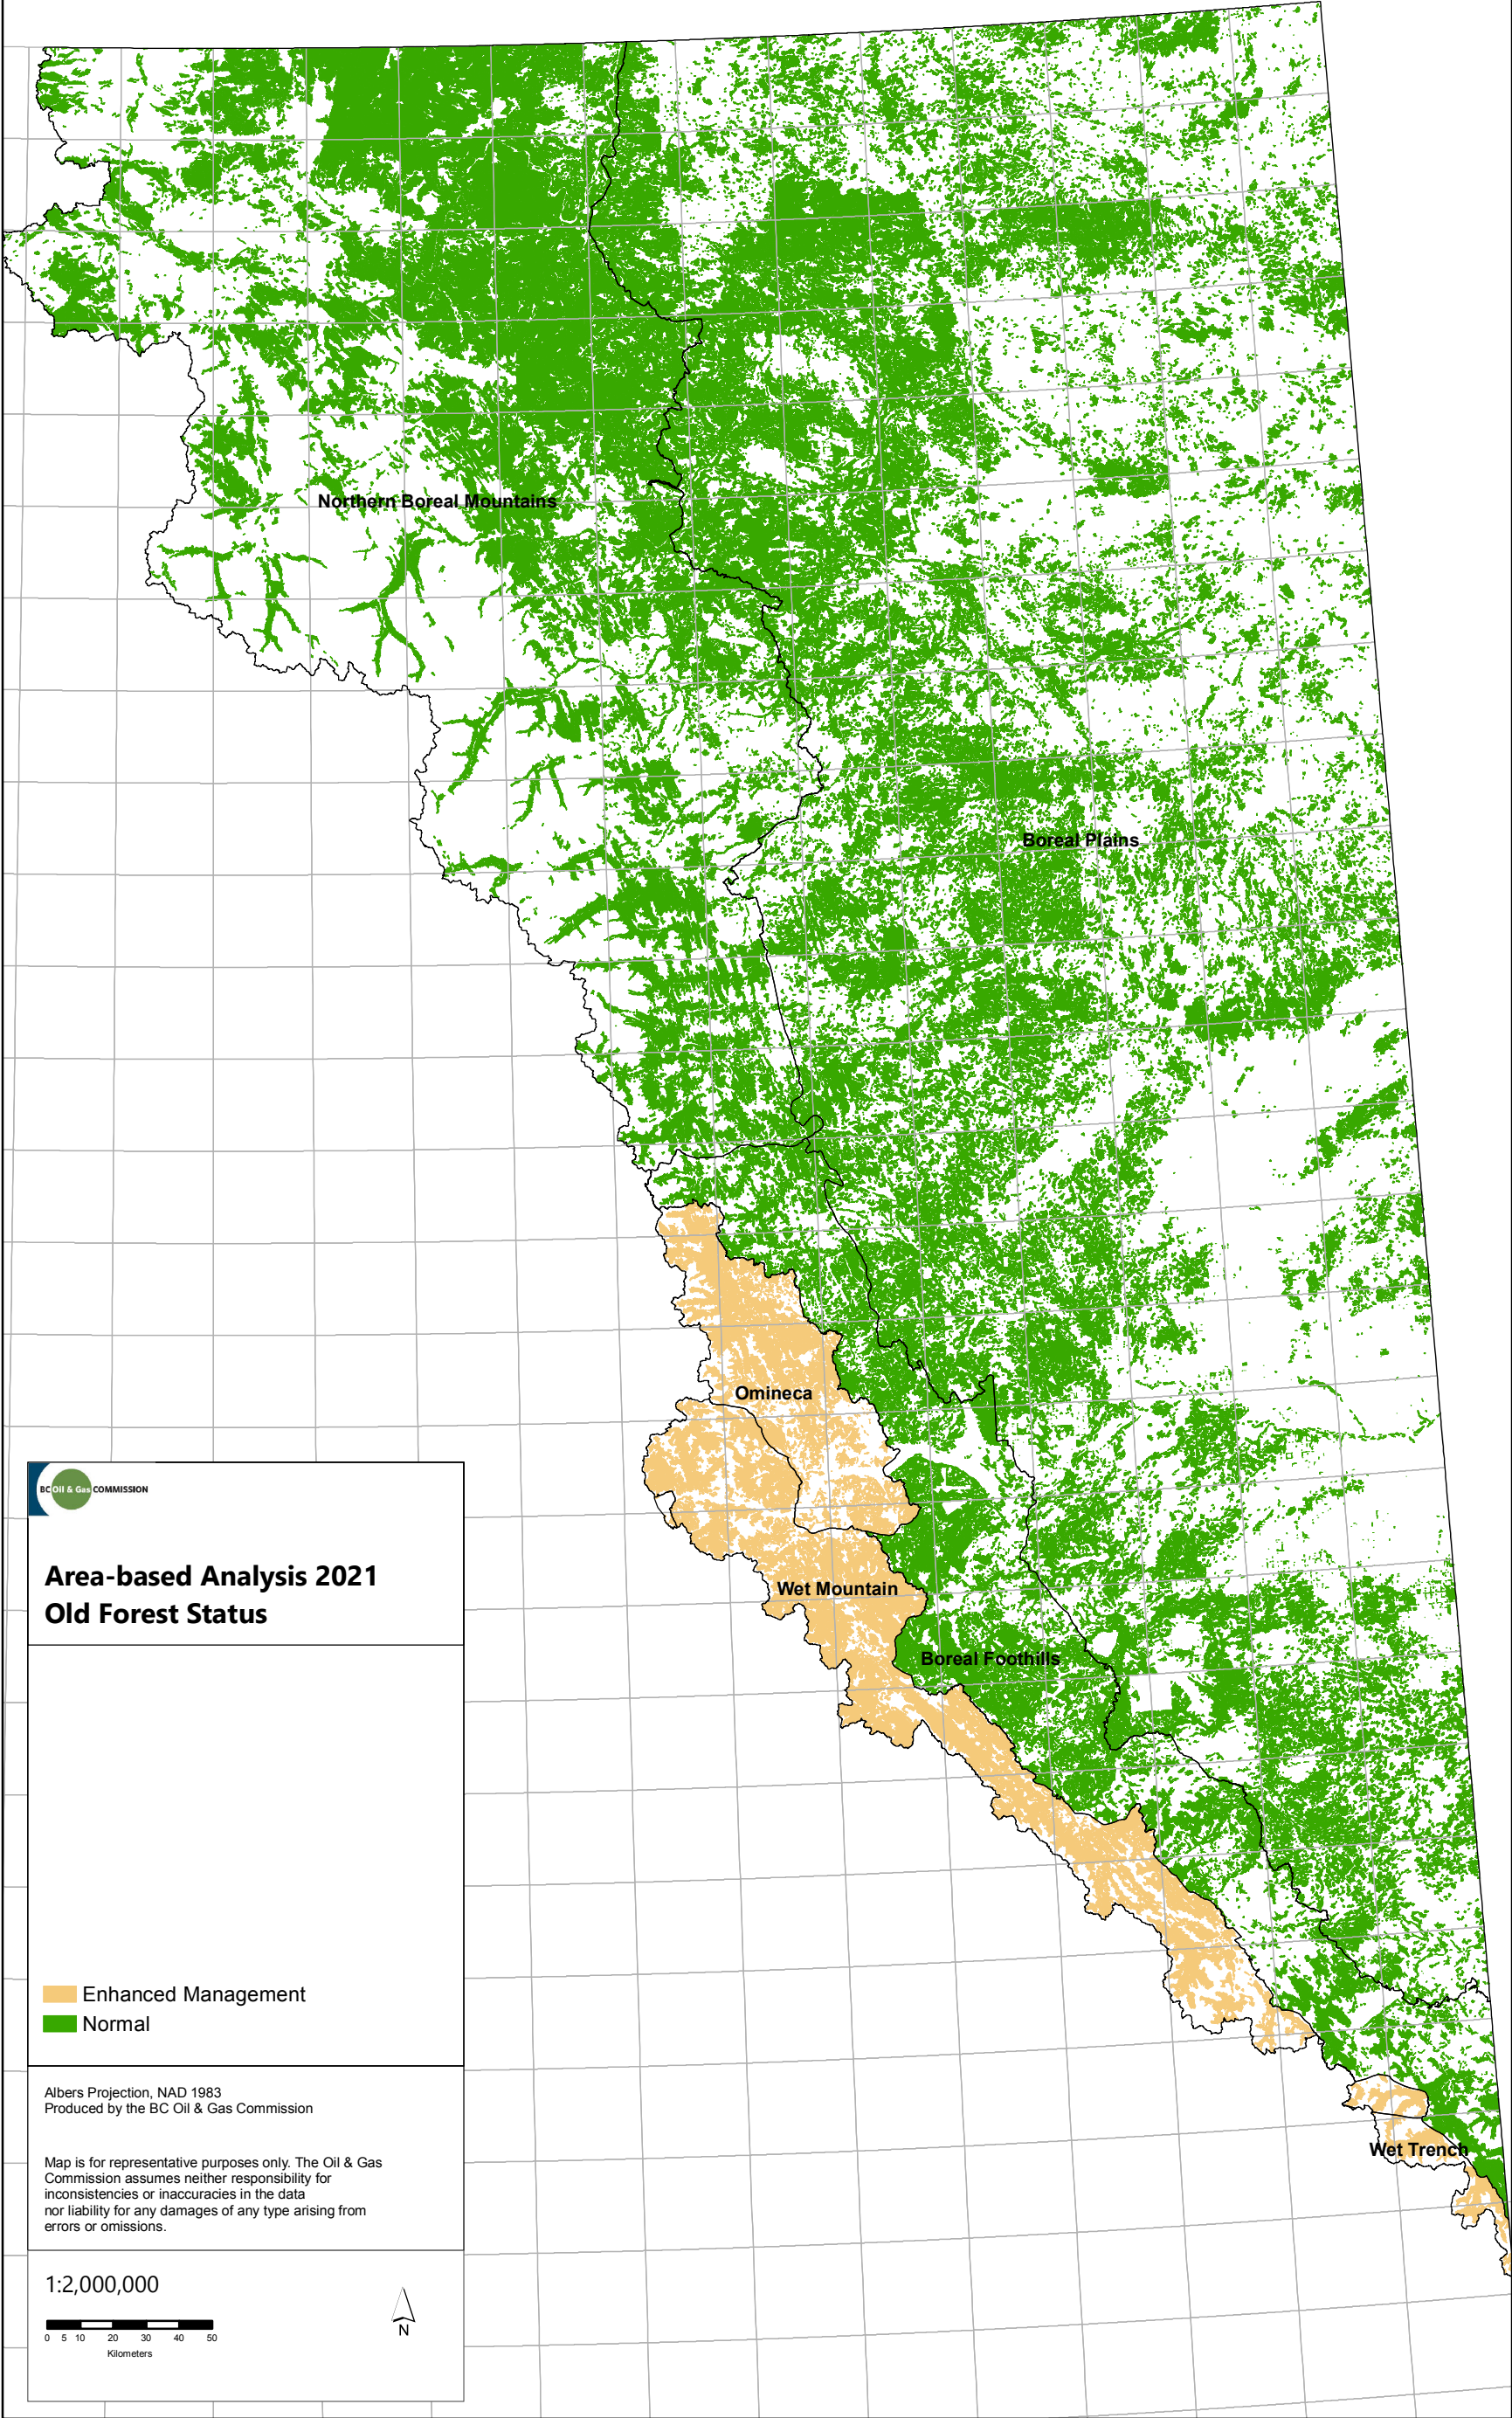 Northern Boreal Mountains
Boreal Plains
Omineca
Wet Mountain
Boreal Foothills
Wet Trench
BC Oil & Gas COMMISSION
Area-based Analysis 2021
Old Forest Status
Enhanced Management
Normal
Albers Projection, NAD 1983
Produced by the BC Oil & Gas Commission
Map is for representative purposes only. The Oil & Gas
Commission assumes neither responsibility for
inconsistencies or inaccuracies in the data
nor liability for any damages of any type arising from
errors or omissions.
1:2,000,000
0 5 10 20 30 40 50
Kilometers
N